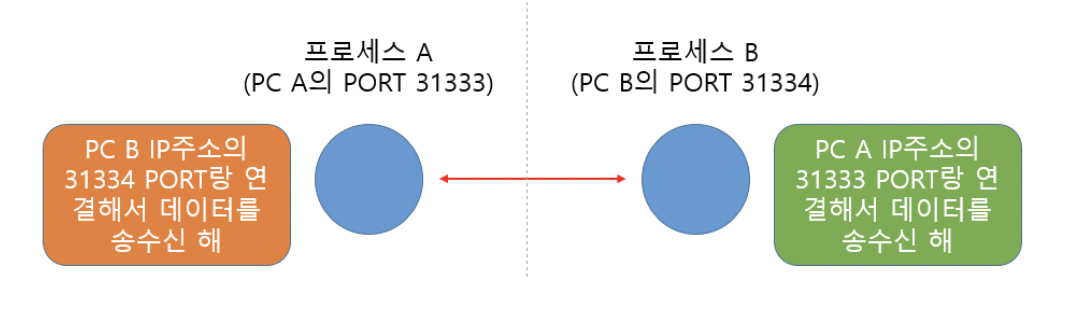 프로세스 A
(PC A의 PORT 31333)
프로세스 B
(PC B의 PORT 31334)
PC B IP주소의
31334 PORT랑 연
결해서 데이터를
송수신 해
PC A IP주소의
31333 PORT랑 연
결해서 데이터를
송수신 해